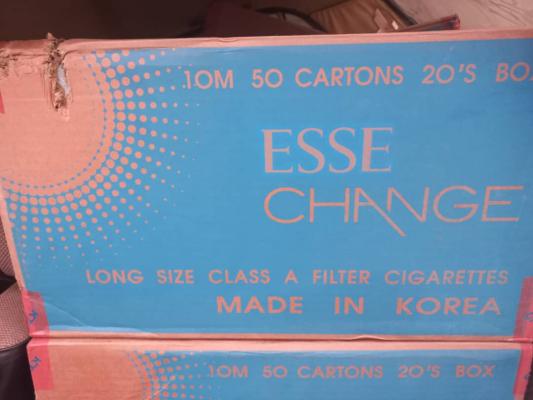 10M 50 CARTONS 20'S BOX
ESSE
CHANGE
LONG SIZE CLASS A FILTER CIGARETTES
MADE IN KOREA
10M 50 CARTONS 20'S BOX